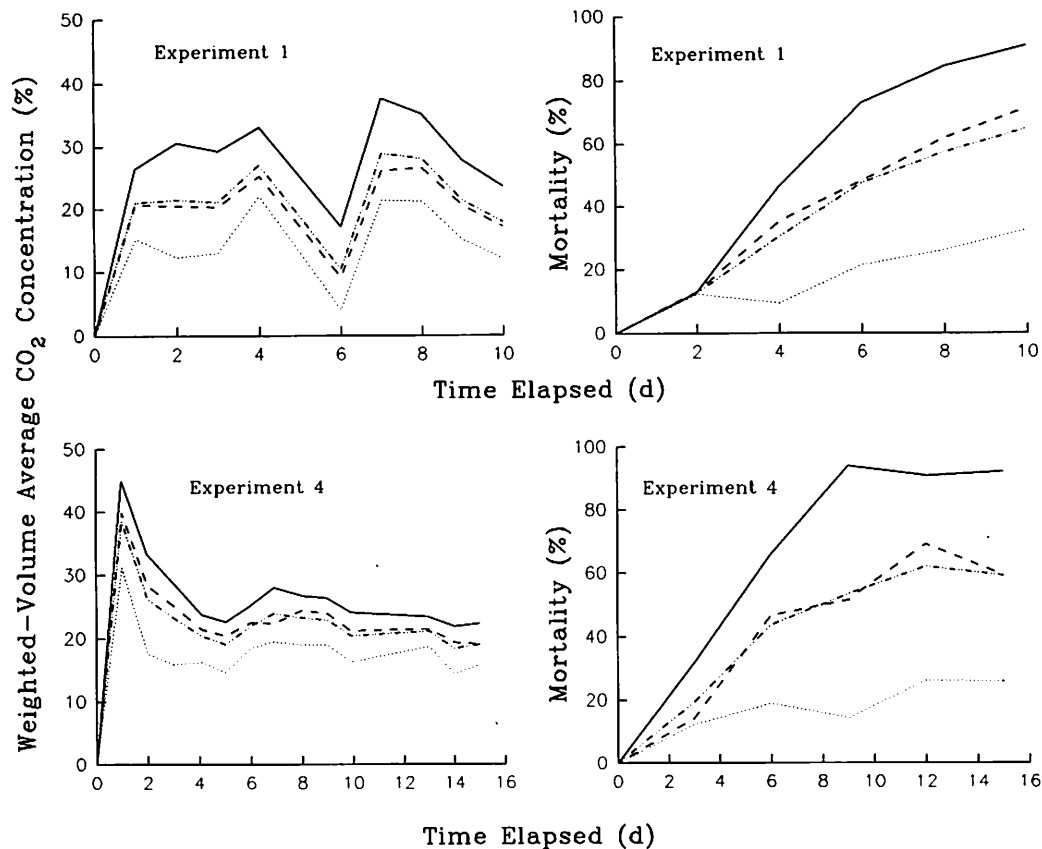 Weighted-Volume Average CO2 Concentration (%)
50
40
30
20
10
0
Experiment 1
0 2 4 6 8 10
Mortality (%)
100
80
60
40
20
0
Experiment 1
0 2 4 6 8 10
Time Elapsed (d)
50
40
30
20
10
0
Experiment 4
0 2 4 6 8 10 12 14 16
Mortality (%)
100
80
60
40
20
0
Experiment 4
0 2 4 6 8 10 12 14 16
Time Elapsed (d)